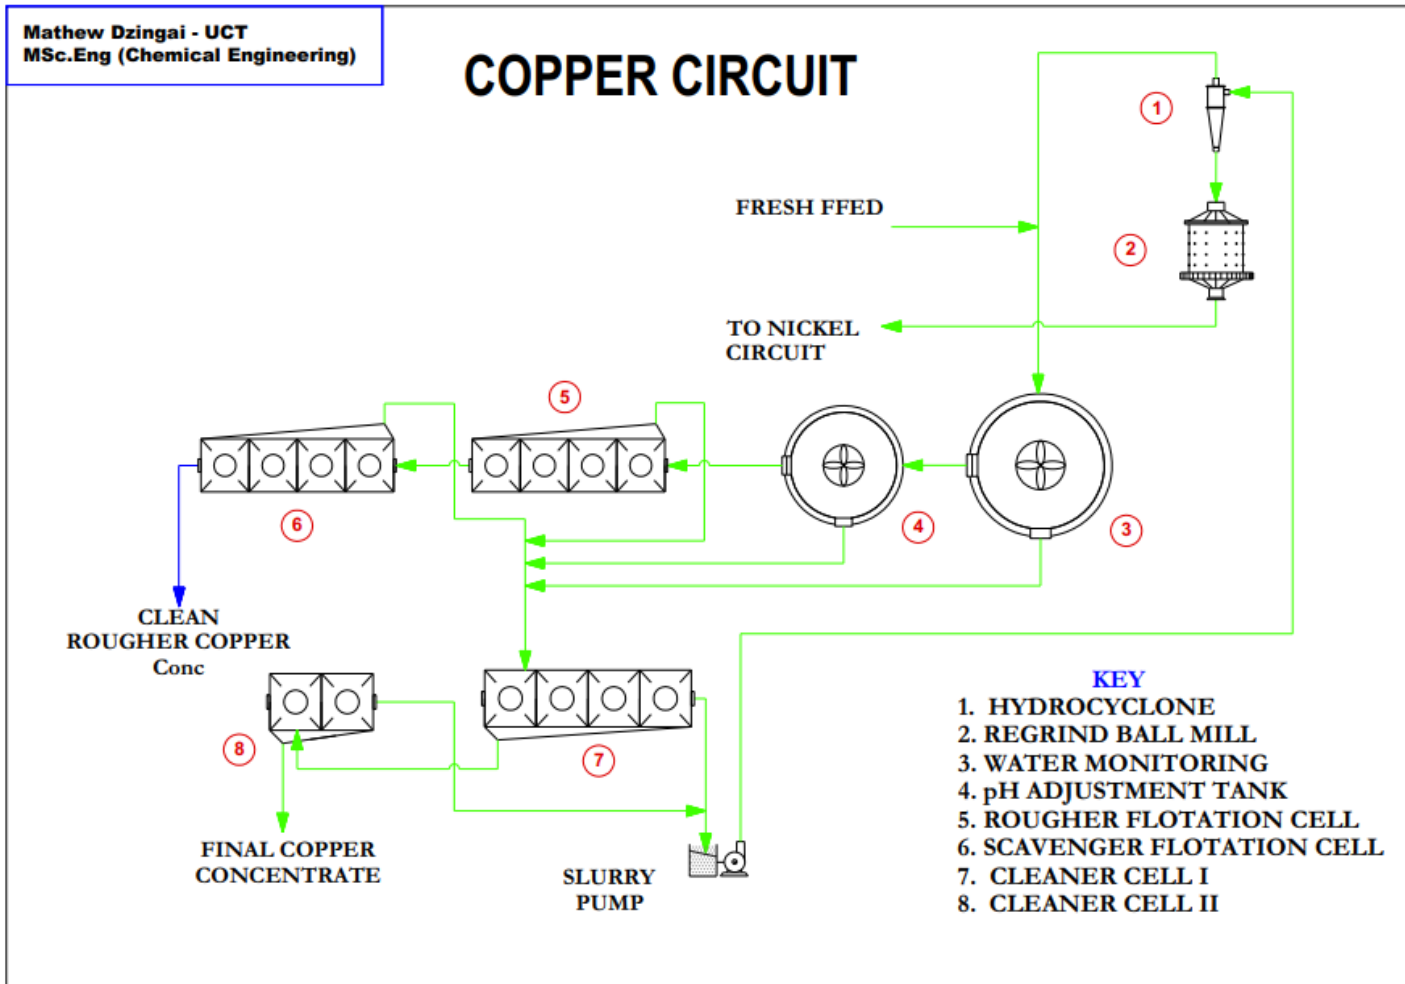 Mathew Dzingai - UCT
MSc.Eng (Chemical Engineering)
COPPER CIRCUIT
1
FRESH FFED
2
TO NICKEL
CIRCUIT
5
6
4
3
CLEAN
ROUGHER COPPER
Conc
8
7
FINAL COPPER
CONCENTRATE
SLURRY
PUMP
KEY
1. HYDROCYCLONE
2. REGRIND BALL MILL
3. WATER MONITORING
4. pH ADJUSTMENT TANK
5. ROUGHER FLOTATION CELL
6. SCAVENGER FLOTATION CELL
7. CLEANER CELL I
8. CLEANER CELL II